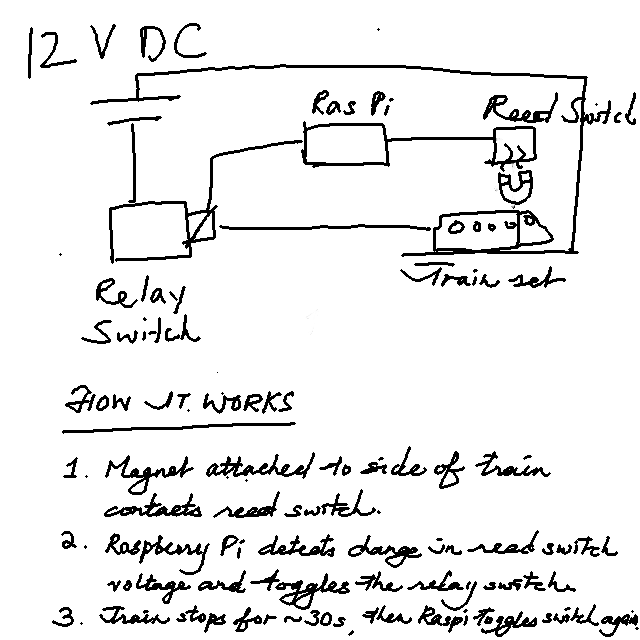 12 V DC
Ras Pi
Reed Switch
Train set
Relay
Switch
HOW IT WORKS
1. Magnet attached to side of train
contacts reed switch.
2. Raspberry Pi detects change in reed switch
voltage and toggles the relay switch.
3. Train stops for ~30s, then Raspi toggles switch again